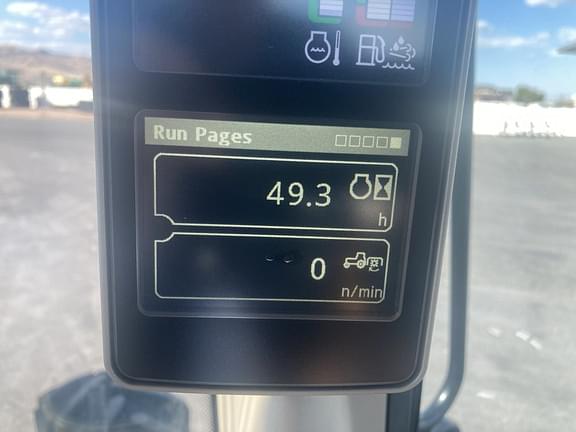 Run Pages
49.3
h
0
n/min